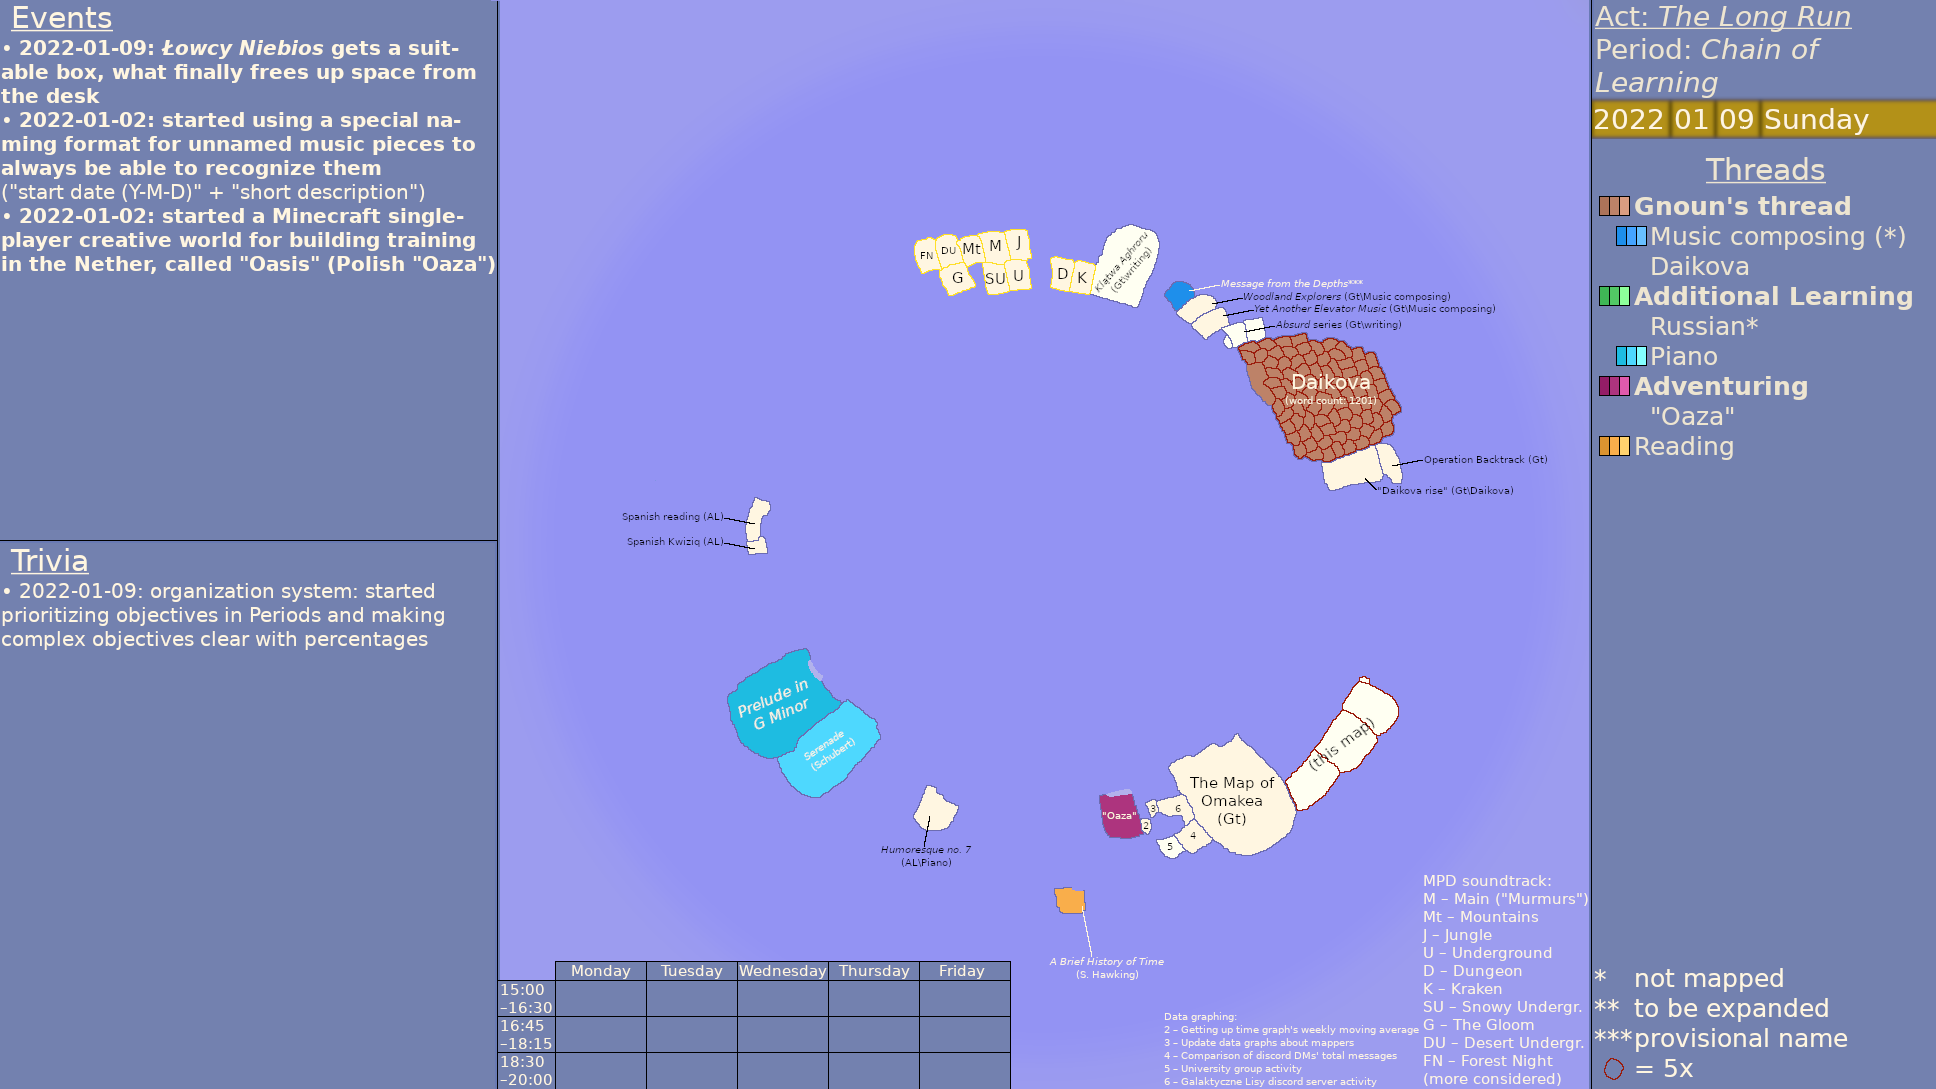 Events
• 2022-01-09: Łowcy Niebios gets a suit-
able box, what finally frees up space from
the desk
• 2022-01-02: started using a special na-
ming format for unnamed music pieces to
always be able to recognize them
("start date (Y-M-D)" + "short description")
• 2022-01-02: started a Minecraft single-
player creative world for building training
in the Nether, called "Oasis" (Polish "Oaza")
Trivia
• 2022-01-09: organization system: started
prioritizing objectives in Periods and making
complex objectives clear with percentages
FN
DU
Mt
M
J
G
SU
U
D
K
Klątwa Aghroru
(Gt\writing)
Message from the Depths***
Woodland Explorers (Gt\Music composing)
Yet Another Elevator Music (Gt\Music composing)
Absurd series (Gt\writing)
Daikova
(word count: 1201)
Operation Backtrack (Gt)
"Daikova rise" (Gt\Daikova)
Spanish reading (AL)
Spanish Kwiziq (AL)
Prelude in
G Minor
Serenade
(Schubert)
Humoresque no. 7
(AL\Piano)
(this map)
The Map of
Omakea
(Gt)
"Oaza"
3
6
2
4
5
A Brief History of Time
(S. Hawking)
Monday
Tuesday
Wednesday
Thursday
Friday
15:00
–16:30
16:45
–18:15
18:30
–20:00
Data graphing:
2 – Getting up time graph's weekly moving average
3 – Update data graphs about mappers
4 – Comparison of discord DMs' total messages
5 – University group activity
6 – Galaktyczne Lisy discord server activity
MPD soundtrack:
M – Main ("Murmurs")
Mt – Mountains
J – Jungle
U – Underground
D – Dungeon
K – Kraken
SU – Snowy Undergr.
G – The Gloom
DU – Desert Undergr.
FN – Forest Night
(more considered)
Act: The Long Run
Period: Chain of
Learning
2022 01 09 Sunday
Threads
Gnoun's thread
Music composing (*)
Daikova
Additional Learning
Russian*
Piano
Adventuring
"Oaza"
Reading
* not mapped
** to be expanded
*** provisional name
= 5x